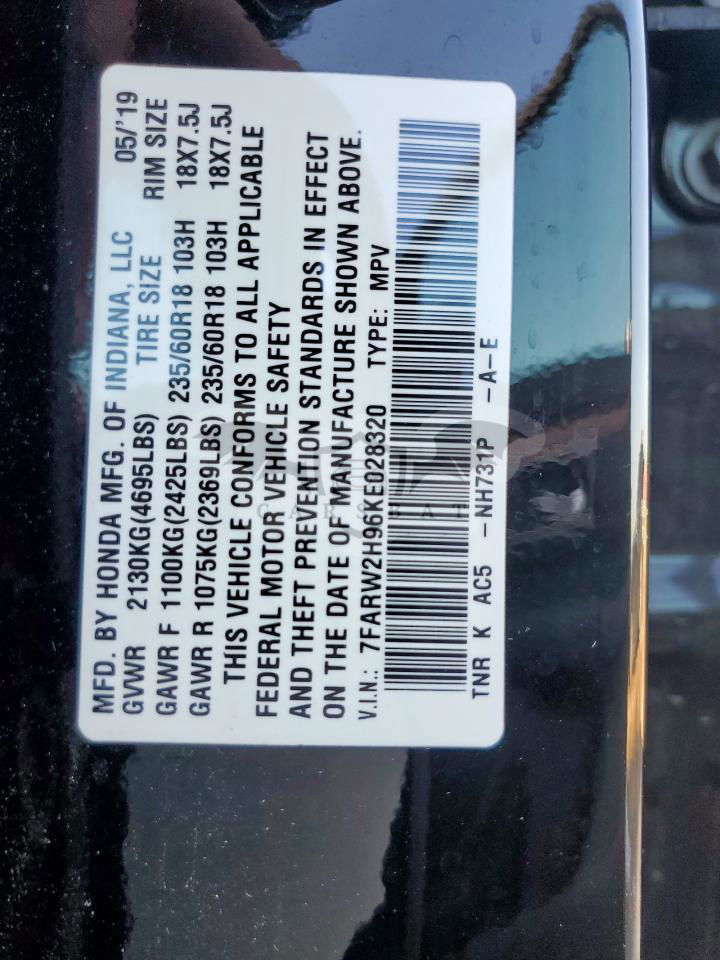 MFD. BY HONDA MFG. OF INDIANA, LLC 05/'19
GVWR 2130KG(4695LBS) TIRE SIZE RIM SIZE
GAWR F 1100KG(2425LBS) 235/60R18 103H 18X7.5J
GAWR R 1075KG(2369LBS) 235/60R18 103H 18X7.5J
THIS VEHICLE CONFORMS TO ALL APPLICABLE
FEDERAL MOTOR VEHICLE SAFETY
AND THEFT PREVENTION STANDARDS IN EFFECT
ON THE DATE OF MANUFACTURE SHOWN ABOVE.
V.I.N.: 7FARW2H96KE028320 TYPE: MPV
TNR K AC5 -NH731P -A-E